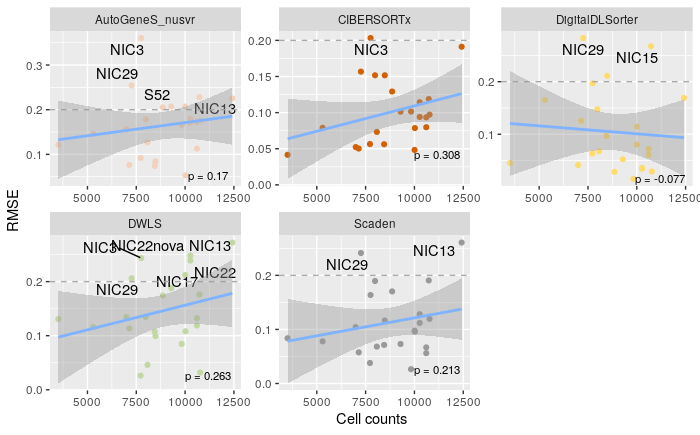 AutoGeneS_nusvr
CIBERSORTx
DigitalDLSorter
NIC3
NIC29
S52
NIC13
0.3
0.2
0.1
p = 0.17
5000
7500
10000
12500
NIC3
0.20
0.15
0.10
0.05
0.00
p = 0.308
5000
7500
10000
12500
NIC29
NIC15
0.2
0.1
p = -0.077
5000
7500
10000
12500
RMSE
DWLS
Scaden
NIC3
NIC22nova
NIC13
NIC22
NIC17
NIC29
0.2
0.1
0.0
p = 0.263
5000
7500
10000
12500
NIC13
NIC29
0.2
0.1
0.0
p = 0.213
5000
7500
10000
12500
Cell counts